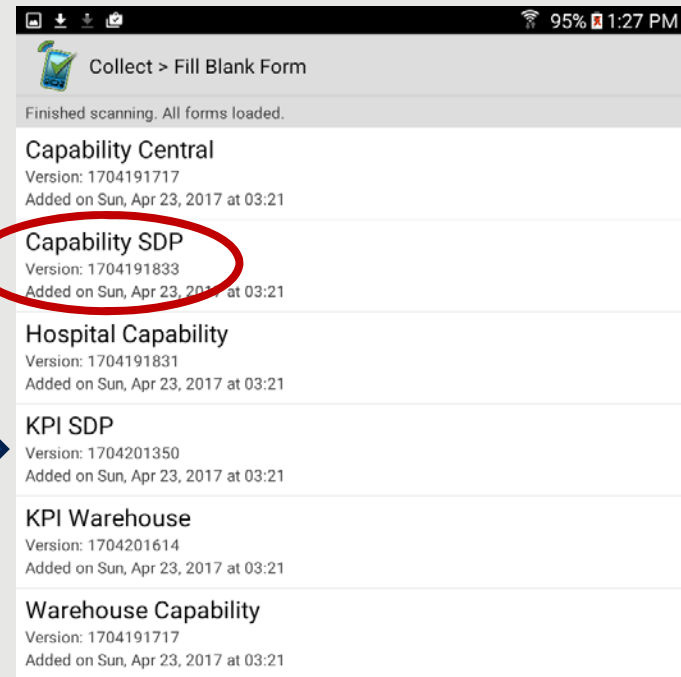 95% 1:27 PM
Collect > Fill Blank Form
Finished scanning. All forms loaded.
Capability Central
Version: 1704191717
Added on Sun, Apr 23, 2017 at 03:21
Capability SDP
Version: 1704191833
Added on Sun, Apr 23, 2017 at 03:21
Hospital Capability
Version: 1704191831
Added on Sun, Apr 23, 2017 at 03:21
KPI SDP
Version: 1704201350
Added on Sun, Apr 23, 2017 at 03:21
KPI Warehouse
Version: 1704201614
Added on Sun, Apr 23, 2017 at 03:21
Warehouse Capability
Version: 1704191717
Added on Sun, Apr 23, 2017 at 03:21